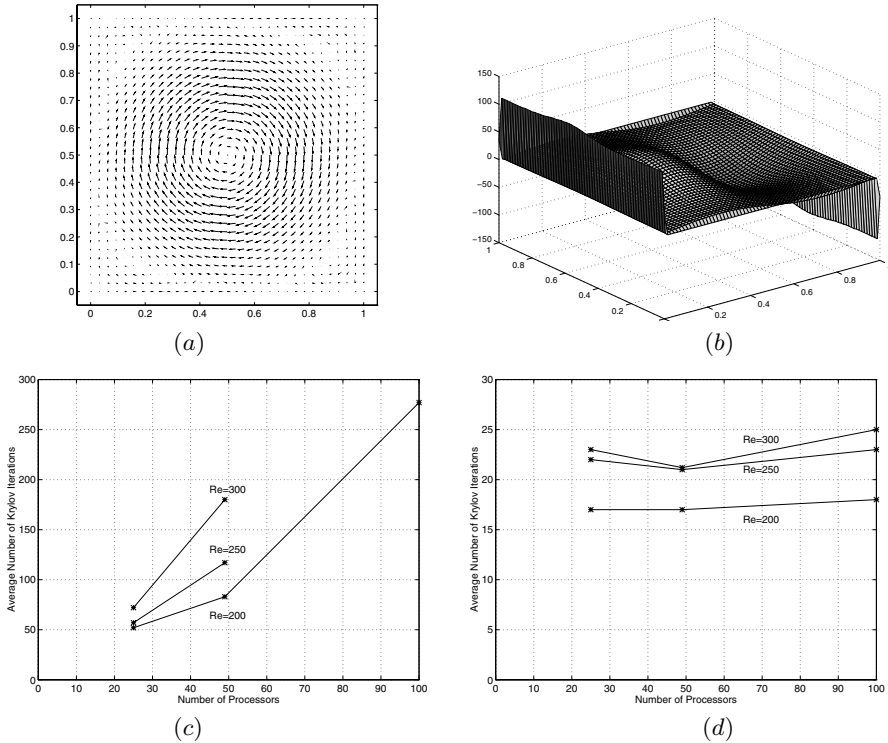 1
0.9
0.8
0.7
0.6
0.5
0.4
0.3
0.2
0.1
0
0 0.2 0.4 0.6 0.8 1
(a)
150
100
50
0
−50
−100
−150
1
0.8
0.6
0.4
0.2
0.2
0.4
0.6
0.8
(b)
300
250
200
150
100
50
0
Average Number of Krylov Iterations
Re=300
Re=250
Re=200
0 10 20 30 40 50 60 70 80 90 100
Number of Processors
(c)
30
25
20
15
10
5
0
Average Number of Krylov Iterations
Re=300
Re=250
Re=200
0 10 20 30 40 50 60 70 80 90 100
Number of Processors
(d)